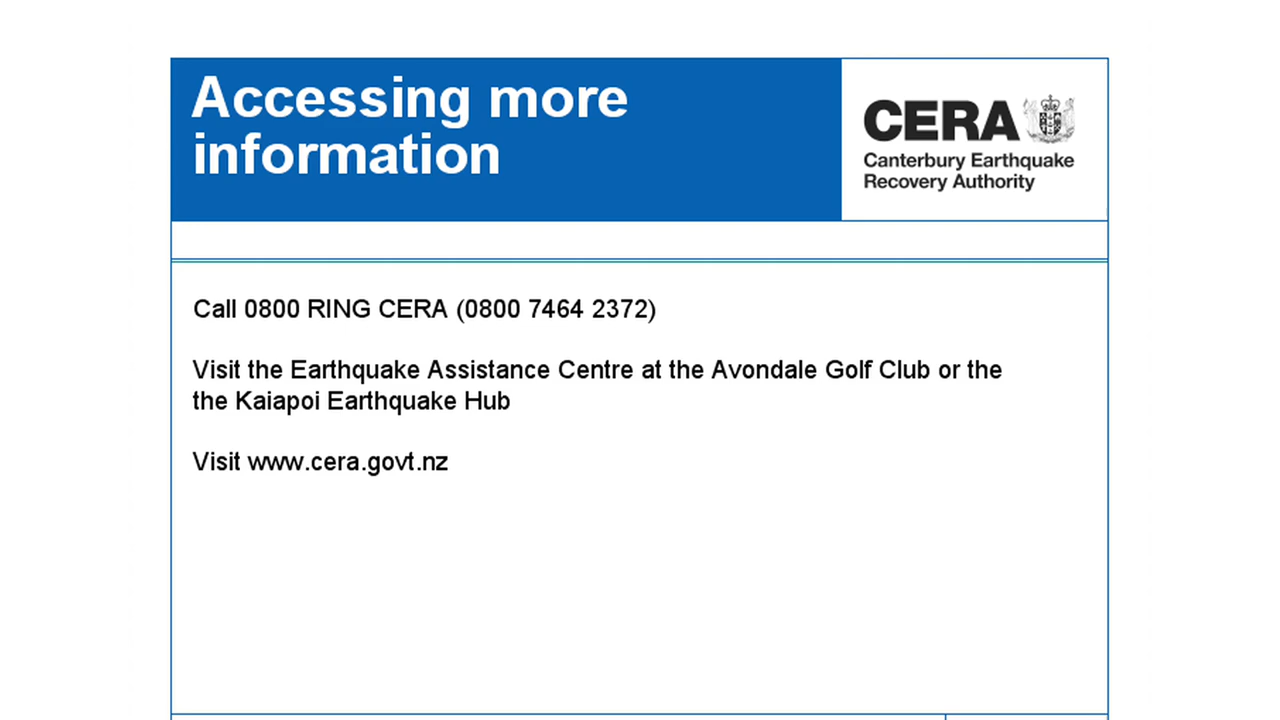 Accessing more
information
CERA
Canterbury Earthquake
Recovery Authority
Call 0800 RING CERA (0800 7464 2372)
Visit the Earthquake Assistance Centre at the Avondale Golf Club or the
the Kaiapoi Earthquake Hub
Visit www.cera.govt.nz